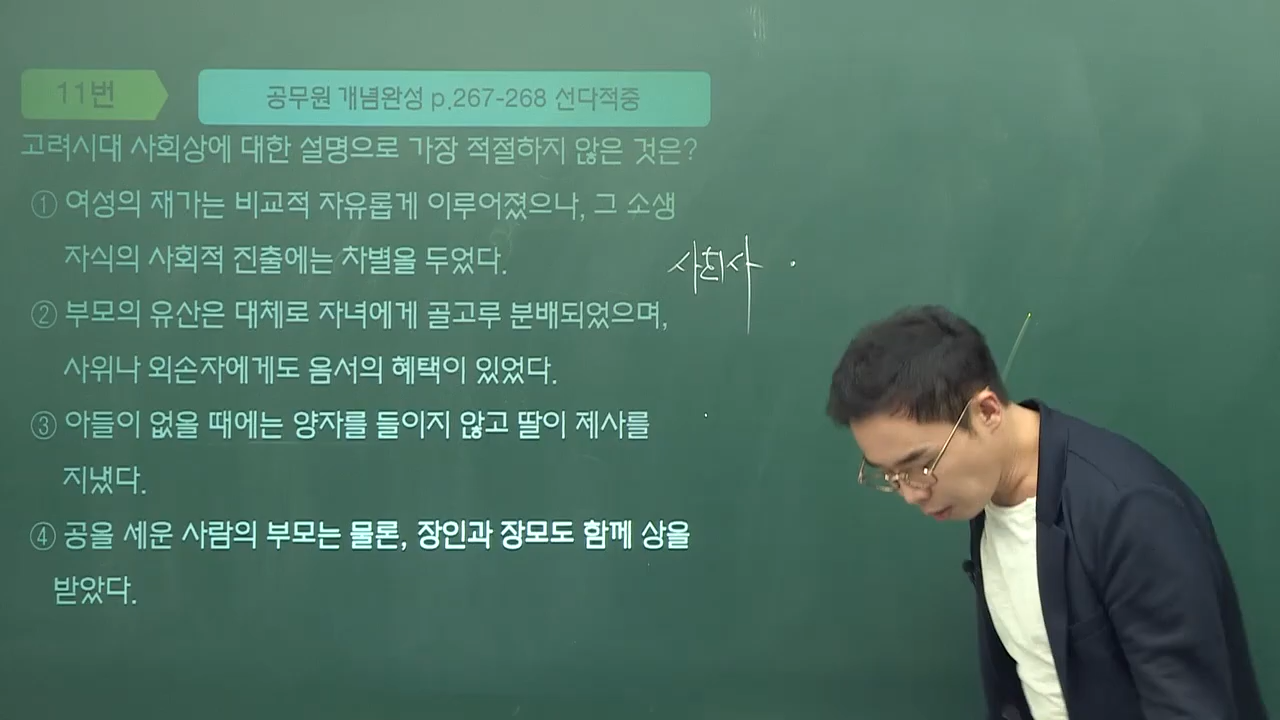 11번
공무원 개념완성 p.267-268 선다적중
고려시대 사회상에 대한 설명으로 가장 적절하지 않은 것은?
① 여성의 재가는 비교적 자유롭게 이루어졌으나, 그 소생
자식의 사회적 진출에는 차별을 두었다.
사회사
② 부모의 유산은 대체로 자녀에게 골고루 분배되었으며,
사위나 외손자에게도 음서의 혜택이 있었다.
③ 아들이 없을 때에는 양자를 들이지 않고 딸이 제사를
지냈다.
④ 공을 세운 사람의 부모는 물론, 장인과 장모도 함께 상을
받았다.